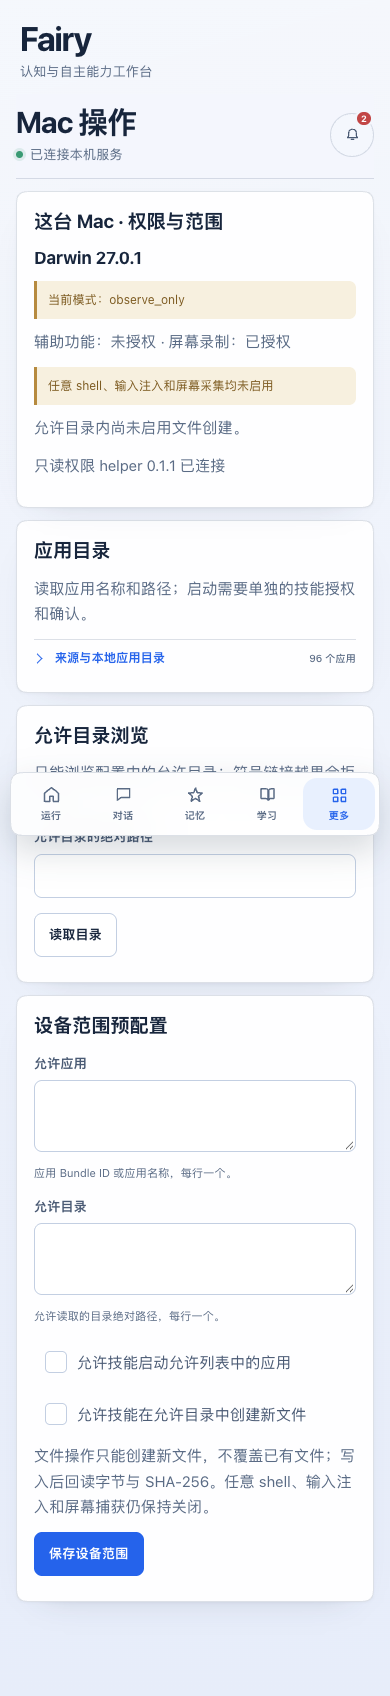 Fairy
认知与自主能力工作台
Mac 操作
已连接本机服务
2
这台 Mac · 权限与范围
Darwin 27.0.1
当前模式：observe_only
辅助功能：未授权 · 屏幕录制：已授权
任意 shell、输入注入和屏幕采集均未启用
允许目录内尚未启用文件创建。
只读权限 helper 0.1.1 已连接
应用目录
读取应用名称和路径；启动需要单独的技能授权
和确认。
来源与本地应用目录
96 个应用
允许目录浏览
运行
对话
记忆
学习
更多
允许目录的绝对路径
读取目录
设备范围预配置
允许应用
应用 Bundle ID 或应用名称，每行一个。
允许目录
允许读取的目录绝对路径，每行一个。
允许技能启动允许列表中的应用
允许技能在允许目录中创建新文件
文件操作只能创建新文件，不覆盖已有文件；写
入后回读字节与 SHA-256。任意 shell、输入注
入和屏幕捕获仍保持关闭。
保存设备范围